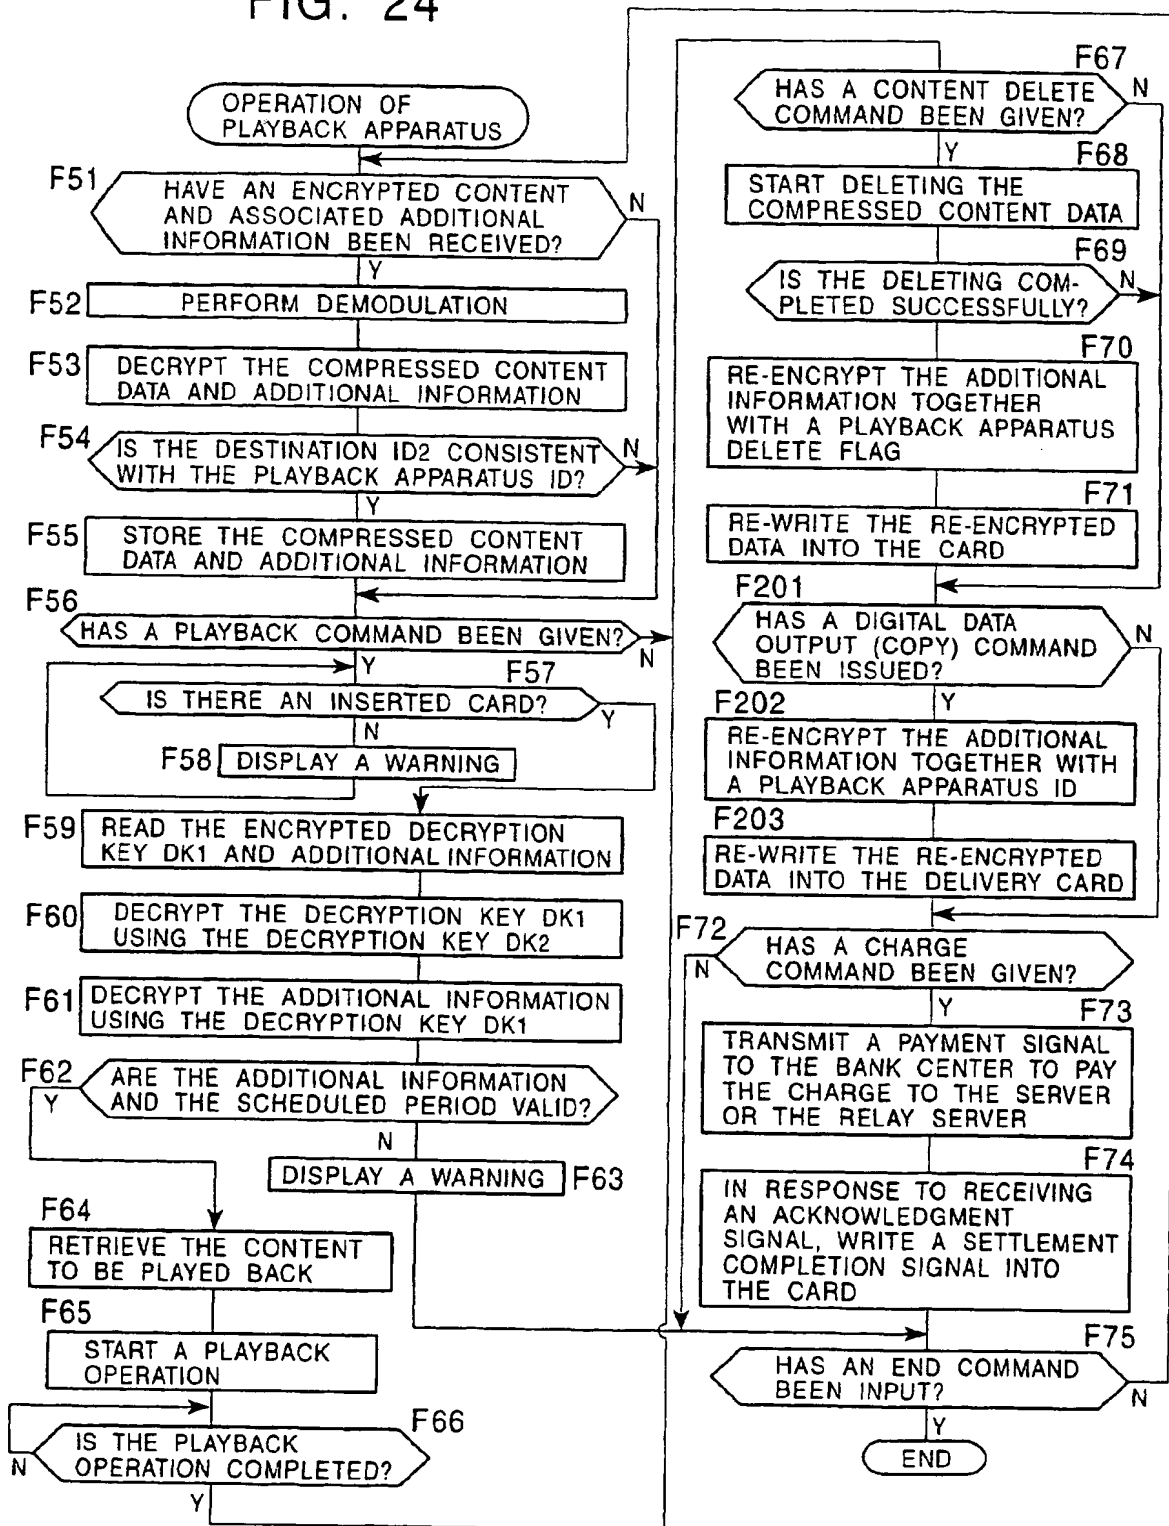 FIG. 24
OPERATION OF
PLAYBACK APPARATUS
F51
HAVE AN ENCRYPTED CONTENT
AND ASSOCIATED ADDITIONAL
INFORMATION BEEN RECEIVED?
N
Y
F52
PERFORM DEMODULATION
F53
DECRYPT THE COMPRESSED CONTENT
DATA AND ADDITIONAL INFORMATION
F54
IS THE DESTINATION ID2 CONSISTENT
WITH THE PLAYBACK APPARATUS ID?
N
Y
F55
STORE THE COMPRESSED CONTENT
DATA AND ADDITIONAL INFORMATION
F56
HAS A PLAYBACK COMMAND BEEN GIVEN?
N
Y
F57
IS THERE AN INSERTED CARD?
Y
N
F58
DISPLAY A WARNING
F59
READ THE ENCRYPTED DECRYPTION
KEY DK1 AND ADDITIONAL INFORMATION
F60
DECRYPT THE DECRYPTION KEY DK1
USING THE DECRYPTION KEY DK2
F61
DECRYPT THE ADDITIONAL INFORMATION
USING THE DECRYPTION KEY DK1
F62
ARE THE ADDITIONAL INFORMATION
AND THE SCHEDULED PERIOD VALID?
Y
N
DISPLAY A WARNING
F63
F64
RETRIEVE THE CONTENT
TO BE PLAYED BACK
F65
START A PLAYBACK
OPERATION
F66
IS THE PLAYBACK
OPERATION COMPLETED?
N
Y
F67
HAS A CONTENT DELETE
COMMAND BEEN GIVEN?
N
Y
F68
START DELETING THE
COMPRESSED CONTENT DATA
F69
IS THE DELETING COM-
PLETED SUCCESSFULLY?
N
F70
RE-ENCRYPT THE ADDITIONAL
INFORMATION TOGETHER
WITH A PLAYBACK APPARATUS
DELETE FLAG
F71
RE-WRITE THE RE-ENCRYPTED
DATA INTO THE CARD
F201
HAS A DIGITAL DATA
OUTPUT (COPY) COMMAND
BEEN ISSUED?
N
Y
F202
RE-ENCRYPT THE ADDITIONAL
INFORMATION TOGETHER WITH
A PLAYBACK APPARATUS ID
F203
RE-WRITE THE RE-ENCRYPTED
DATA INTO THE DELIVERY CARD
F72
HAS A CHARGE
COMMAND BEEN GIVEN?
N
Y
F73
TRANSMIT A PAYMENT SIGNAL
TO THE BANK CENTER TO PAY
THE CHARGE TO THE SERVER
OR THE RELAY SERVER
F74
IN RESPONSE TO RECEIVING
AN ACKNOWLEDGMENT
SIGNAL, WRITE A SETTLEMENT
COMPLETION SIGNAL INTO
THE CARD
F75
HAS AN END COMMAND
BEEN INPUT?
N
Y
END